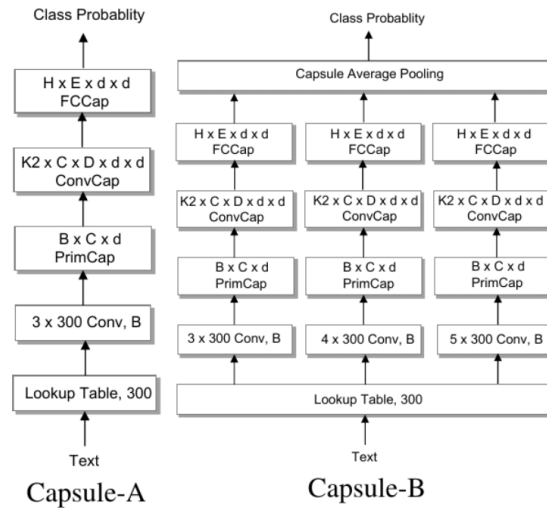 Class Probablity
H x E x d x d
FCCap
K2 x C x D x d x d
ConvCap
B x C x d
PrimCap
3 x 300 Conv, B
Lookup Table, 300
Text
Capsule-A
Class Probablity
Capsule Average Pooling
H x E x d x d
FCCap
H x E x d x d
FCCap
H x E x d x d
FCCap
K2 x C x D x d x d
ConvCap
K2 x C x D x d x d
ConvCap
K2 x C x D x d x d
ConvCap
B x C x d
PrimCap
B x C x d
PrimCap
B x C x d
PrimCap
3 x 300 Conv, B
4 x 300 Conv, B
5 x 300 Conv, B
Lookup Table, 300
Text
Capsule-B